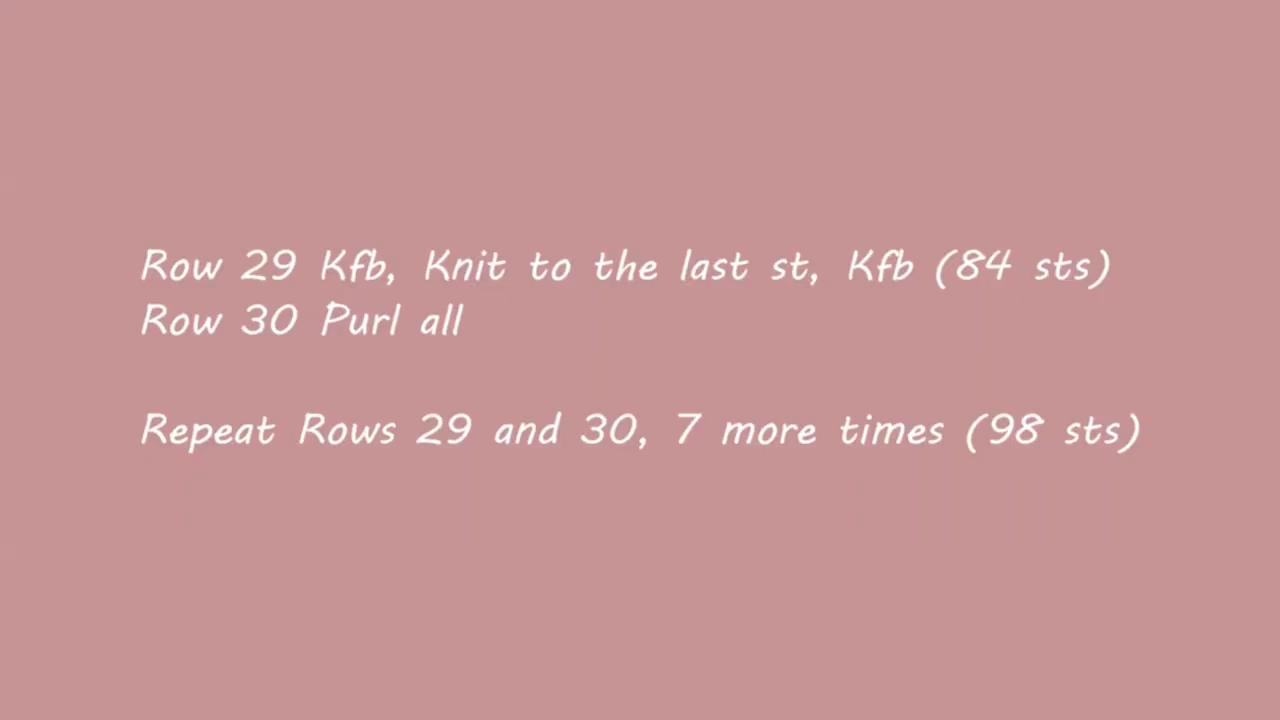 Row 29 Kfb, Knit to the last st, Kfb (84 sts)
Row 30 Purl all
Repeat Rows 29 and 30, 7 more times (98 sts)